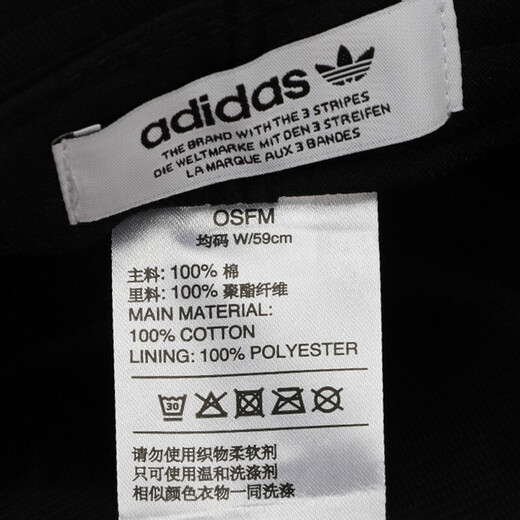 adidas
THE BRAND WITH THE 3 STRIPES
DIE WELTMARKE MIT DEN 3 STREIFEN
LA MARQUE AUX 3 BANDES
OSFM
均码 W/59cm
主料: 100% 棉
里料: 100% 聚酯纤维
MAIN MATERIAL:
100% COTTON
LINING: 100% POLYESTER
30
请勿使用织物柔软剂
只可使用温和洗涤剂
相似颜色衣物一同洗涤